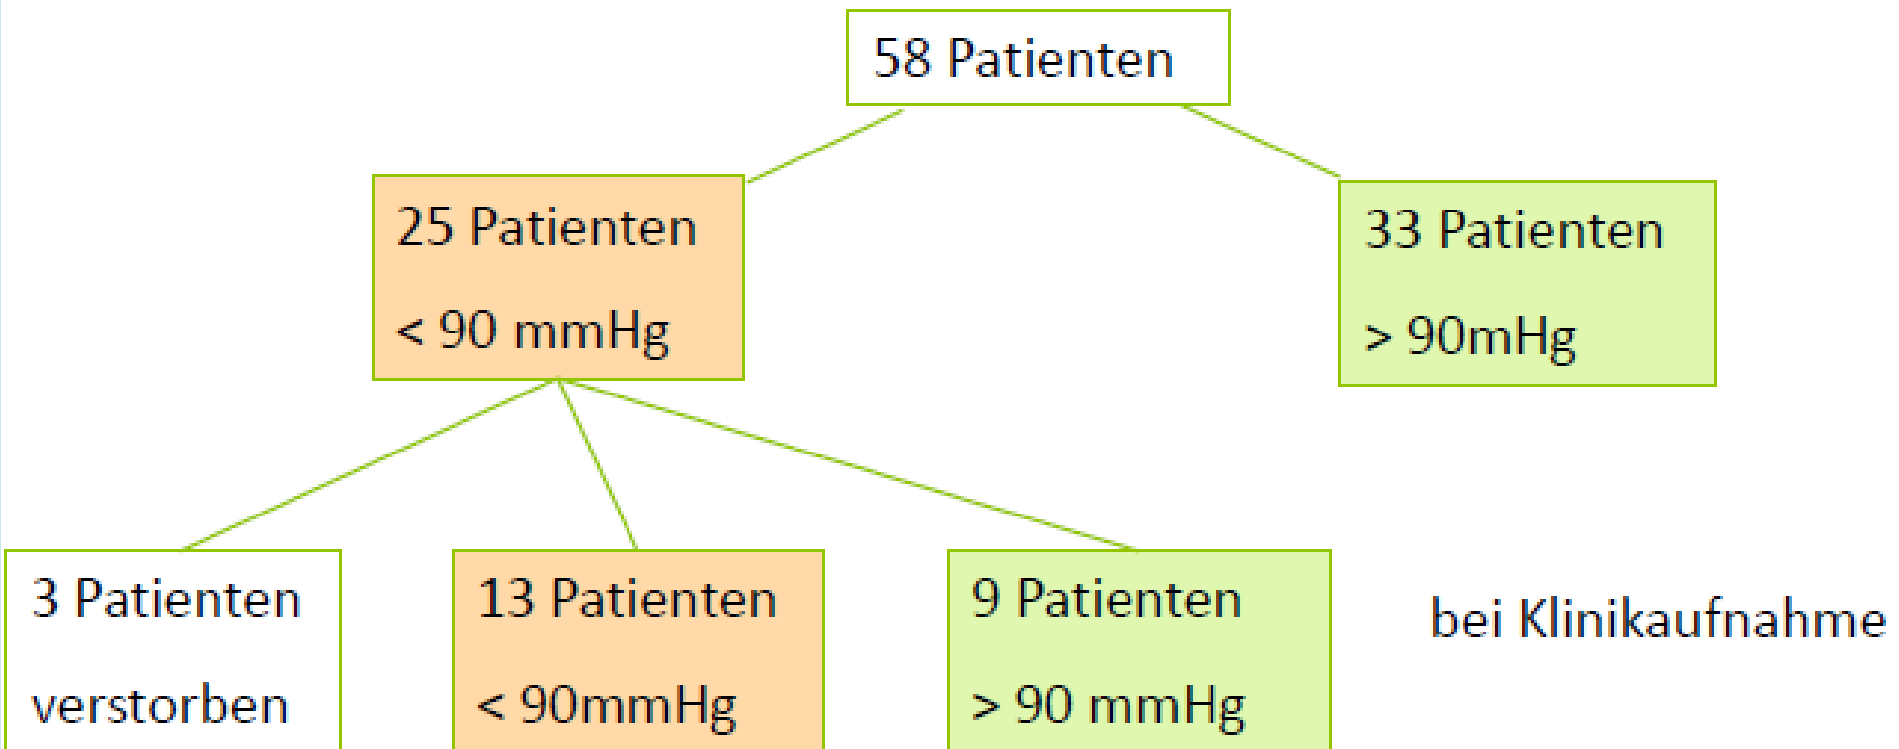 58 Patienten
25 Patienten
< 90 mmHg
33 Patienten
> 90mHg
3 Patienten
verstorben
13 Patienten
< 90mmHg
9 Patienten
> 90 mmHg
bei Klinikaufnahme